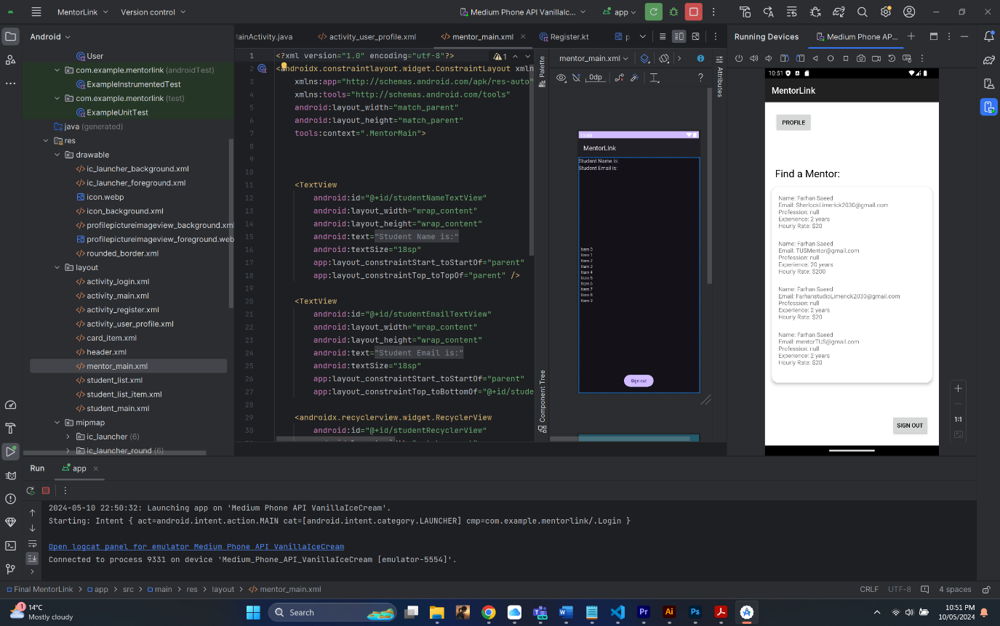 MentorLink
Version control
Medium Phone API Vanillalc...
app
Android
User
com.example.mentorlink (androidTest)
ExampleInstrumentedTest
com.example.mentorlink (test)
ExampleUnitTest
java (generated)
res
drawable
ic_launcher_background.xml
ic_launcher_foreground.xml
icon.webp
icon_background.xml
profilepictureimageview_background.xml
profilepictureimageview_foreground.web
rounded_border.xml
layout
activity_login.xml
activity_main.xml
activity_register.xml
activity_user_profile.xml
card_item.xml
header.xml
mentor_main.xml
student_list.xml
student_list_item.xml
student_main.xml
mipmap
ic_launcher (6)
ic_launcher_round (6)
MainActivity.java
activity_user_profile.xml
mentor_main.xml
Register.kt
p
1 <?xml version="1.0" encoding="utf-8"?>
2 <androidx.constraintlayout.widget.ConstraintLayout xmln
3 xmlns:app="http://schemas.android.com/apk/res-auto"
4 xmlns:tools="http://schemas.android.com/tools"
5 android:layout_width="match_parent"
6 android:layout_height="match_parent"
7 tools:context=".MentorMain">
8
9
10
11 <TextView
12 android:id="@+id/studentNameTextView"
13 android:layout_width="wrap_content"
14 android:layout_height="wrap_content"
15 android:text="Student Name is:"
16 android:textSize="18sp"
17 app:layout_constraintStart_toStartOf="parent"
18 app:layout_constraintTop_toTopOf="parent" />
19
20 <TextView
21 android:id="@+id/studentEmailTextView"
22 android:layout_width="wrap_content"
23 android:layout_height="wrap_content"
24 android:text="Student Email is:"
25 android:textSize="18sp"
26 app:layout_constraintStart_toStartOf="parent"
27 app:layout_constraintTop_toBottomOf="@+id/stude
28
29 <androidx.recyclerview.widget.RecyclerView
30 android:id="@+id/studentRecyclerView"
1
Palette
Component Tree
mentor_main.xml
0dp
?
Attributes
13:00
MentorLink
Student Name is:
Student Email is:
Item 0
Item 1
Item 2
Item 3
Item 4
Item 5
Item 6
Item 7
Item 8
Item 9
Sign out
Running Devices
Medium Phone AP...
10:51
MentorLink
PROFILE
Find a Mentor:
Name: Farhan Saeed
Email: SherlockLimerick2030@gmail.com
Profession: null
Experience: 2 years
Hourly Rate: $20
Name: Farhan Saeed
Email: TUSMentor@gmail.com
Profession: null
Experience: 20 years
Hourly Rate: $200
Name: Farhan Saeed
Email: FarhanstudioLimerick2030@gmail.com
Profession: null
Experience: 2 years
Hourly Rate: $20
Name: Farhan Saeed
Email: mentorTUS@gmail.com
Profession: null
Experience: 2 years
Hourly Rate: $20
SIGN OUT
1:1
Run
app
2024-05-10 22:50:32: Launching app on 'Medium Phone API VanillaIceCream'.
Starting: Intent { act=android.intent.action.MAIN cat=[android.intent.category.LAUNCHER] cmp=com.example.mentorlink/.Login }
Open logcat panel for emulator Medium Phone API VanillaIceCream
Connected to process 9331 on device 'Medium_Phone_API_VanillaIceCream [emulator-5554]'.
Final MentorLink > app > src > main > res > layout > mentor_main.xml
CRLF
UTF-8
4 spaces
1
14°C
Mostly cloudy
Search
NEW
Pr
Ai
Ps
10:51 PM
10/05/2024